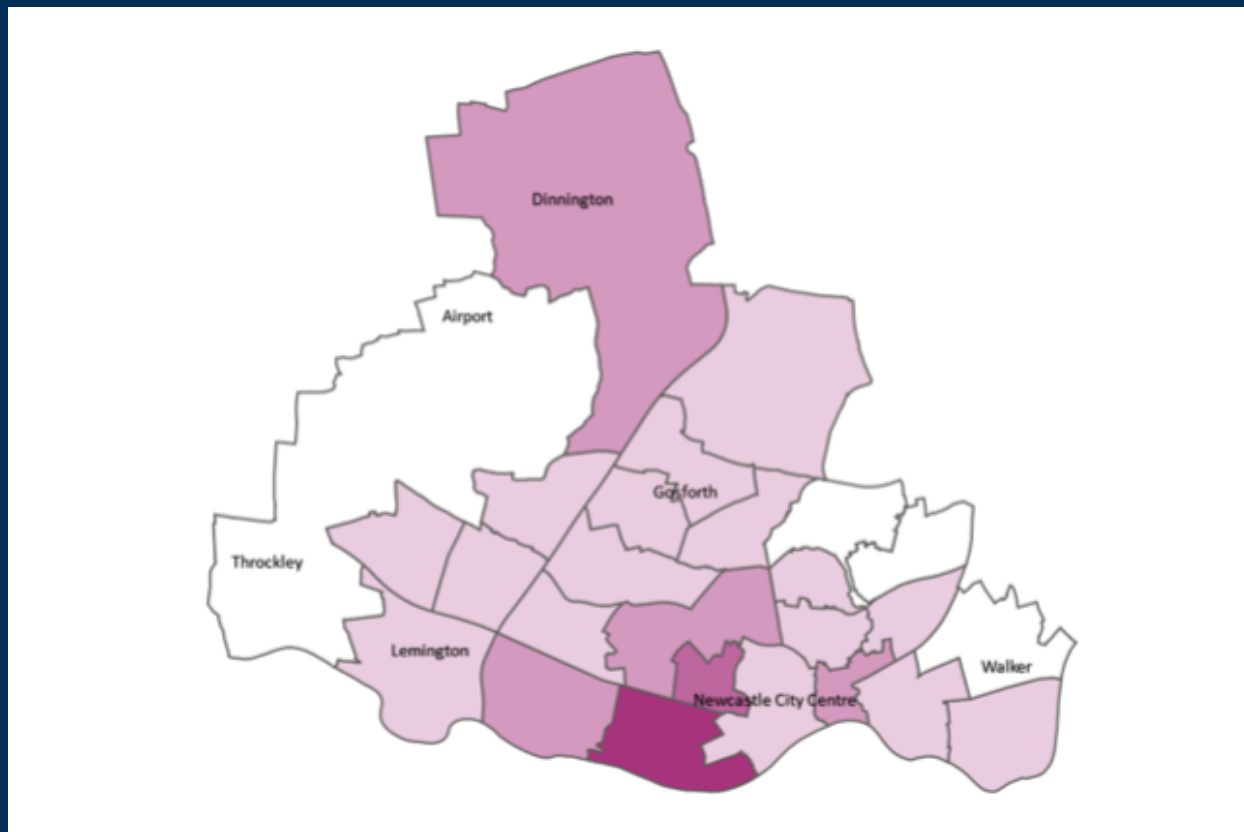 Dinnington
Airport
Gosforth
Throckley
Lemington
Walker
Newcastle City Centre